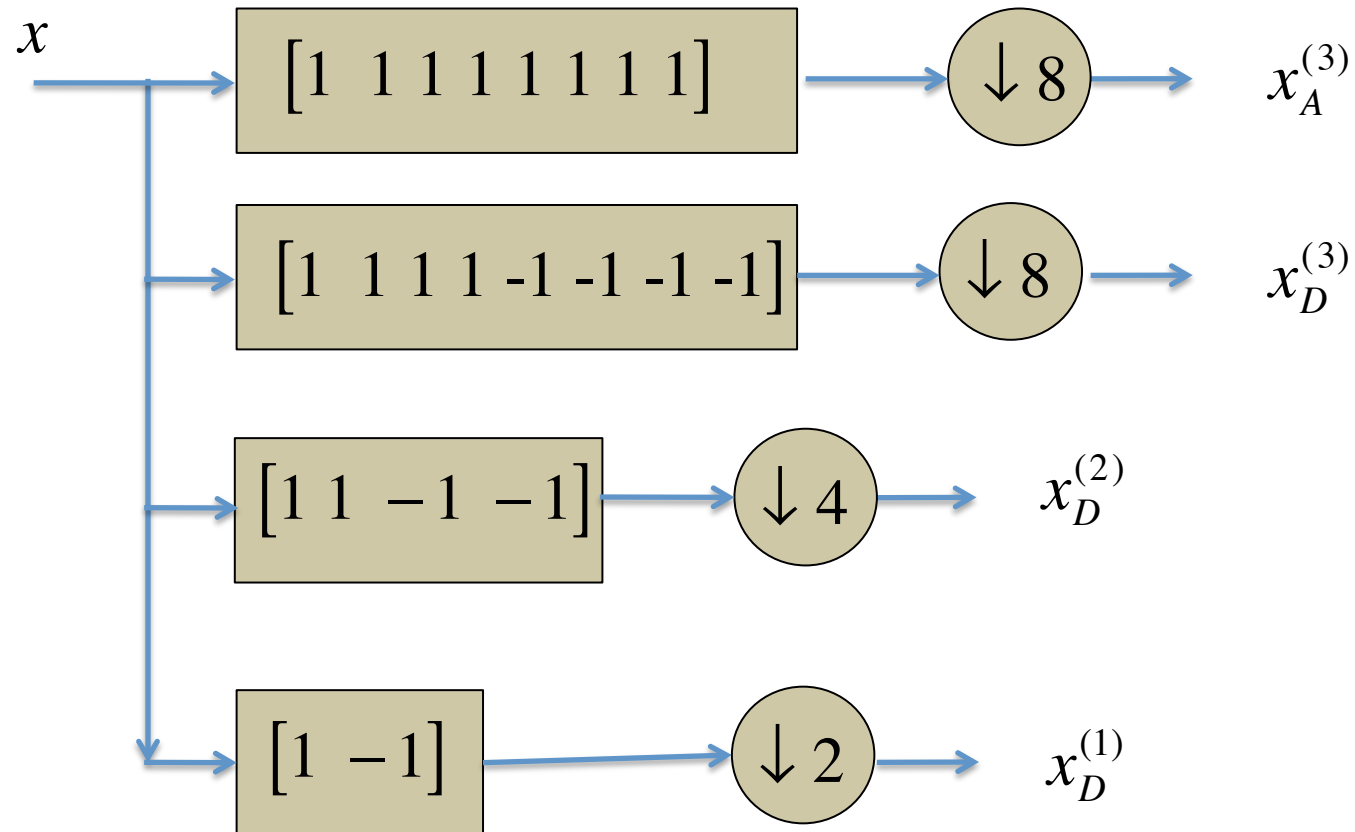 x
[1 1 1 1 1 1 1 1] ↓8 x_A^(3)
[1 1 1 1 -1 -1 -1 -1] ↓8 x_D^(3)
[1 1 −1 −1] ↓4 x_D^(2)
[1 −1] ↓2 x_D^(1)